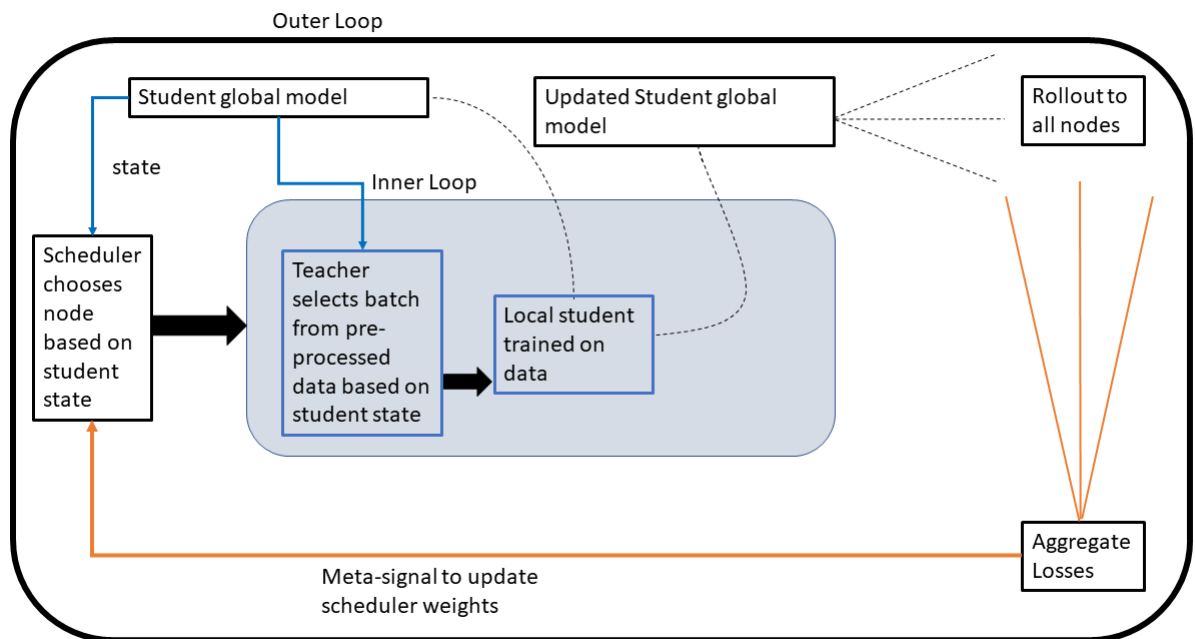 Outer Loop
Student global model
Updated Student global
model
Rollout to
all nodes
state
Inner Loop
Scheduler
chooses
node
based on
student
state
Teacher
selects batch
from pre-
processed
data based on
student state
Local student
trained on
data
Aggregate
Losses
Meta-signal to update
scheduler weights